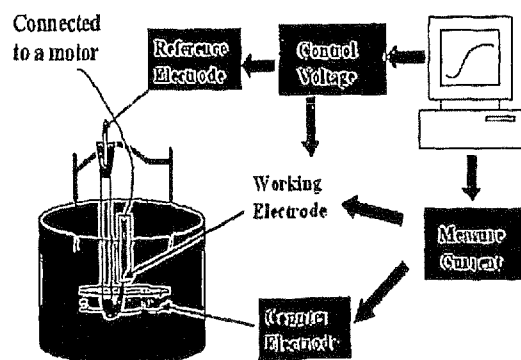 Connected
to a motor
Reference
Electrode
Control
Voltage
Working
Electrode
Measure
Current
Counter
Electrode